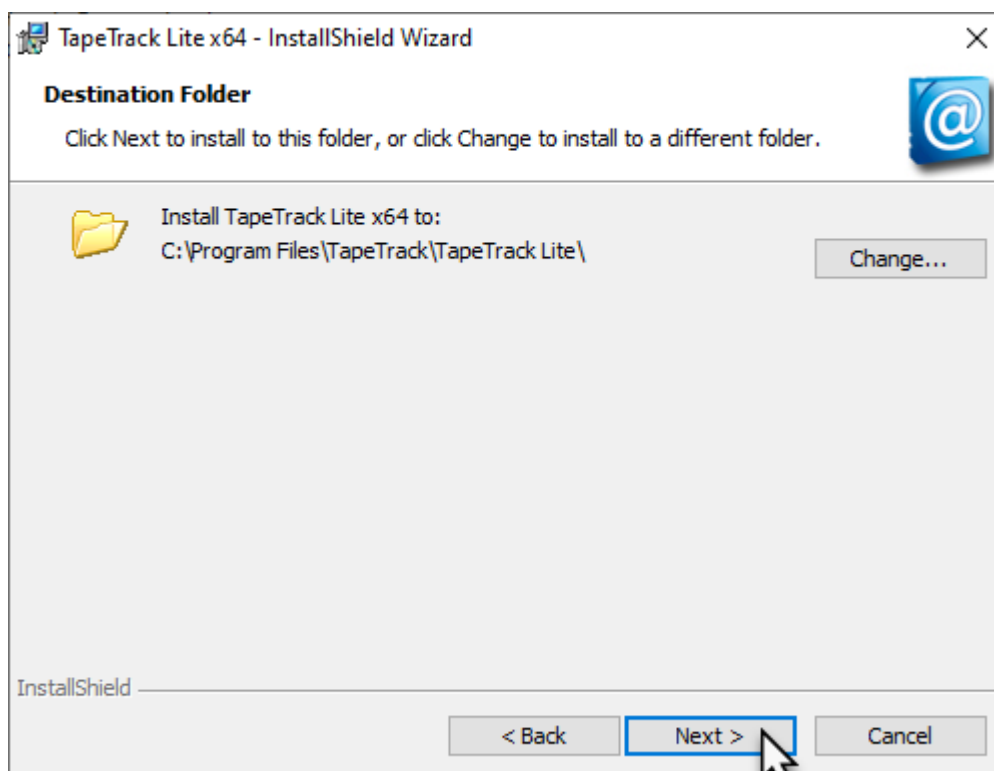 TapeTrack Lite x64 - InstallShield Wizard
Destination Folder
Click Next to install to this folder, or click Change to install to a different folder.
@
Install TapeTrack Lite x64 to:
C:\Program Files\TapeTrack\TapeTrack Lite\
Change...
InstallShield
< Back
Next >
Cancel